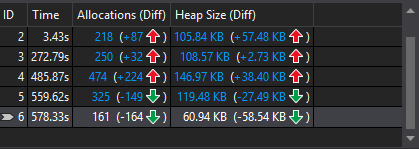 ID Time Allocations (Diff) Heap Size (Diff)
2 3.43s 218 (+87 ) 105.84 KB (+57.48 KB )
3 272.79s 250 (+32 ) 108.57 KB (+2.73 KB )
4 485.87s 474 (+224 ) 146.97 KB (+38.40 KB )
5 559.62s 325 (-149 ) 119.48 KB (-27.49 KB )
6 578.33s 161 (-164 ) 60.94 KB (-58.54 KB )